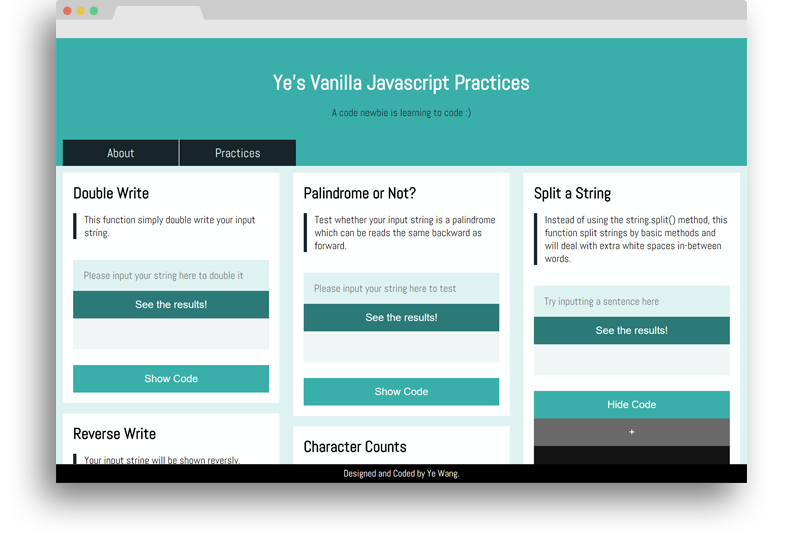 Ye's Vanilla Javascript Practices
A code newbie is learning to code :)
About
Practices
Double Write
This function simply double write your input
string.
Please input your string here to double it
See the results!
Show Code
Reverse Write
Your input string will be shown reversly.
Palindrome or Not?
Test whether your input string is a palindrome
which can be reads the same backward as
forward.
Please input your string here to test
See the results!
Show Code
Character Counts
Split a String
Instead of using the string.split() method, this
function split strings by basic methods and
will deal with extra white spaces in-between
words.
Try inputting a sentence here
See the results!
Hide Code
+
Designed and Coded by Ye Wang.